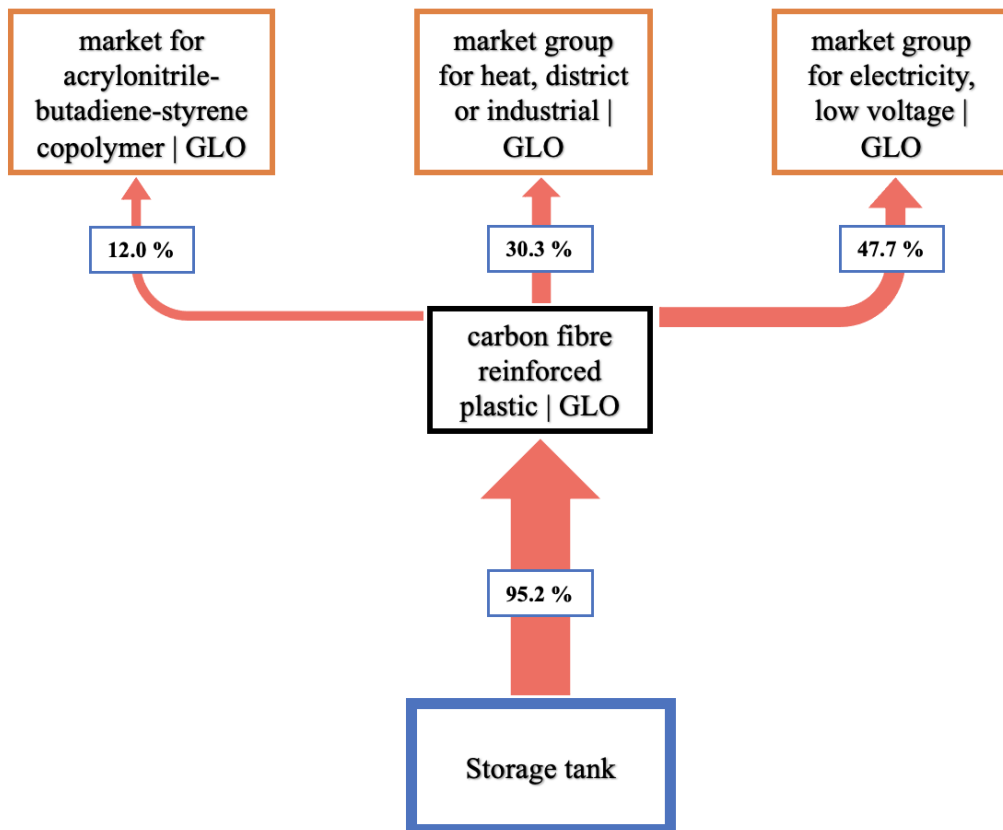 market for
acrylonitrile-
butadiene-styrene
copolymer | GLO
market group
for heat, district
or industrial |
GLO
market group
for electricity,
low voltage |
GLO
12.0 %
30.3 %
47.7 %
carbon fibre
reinforced
plastic | GLO
95.2 %
Storage tank